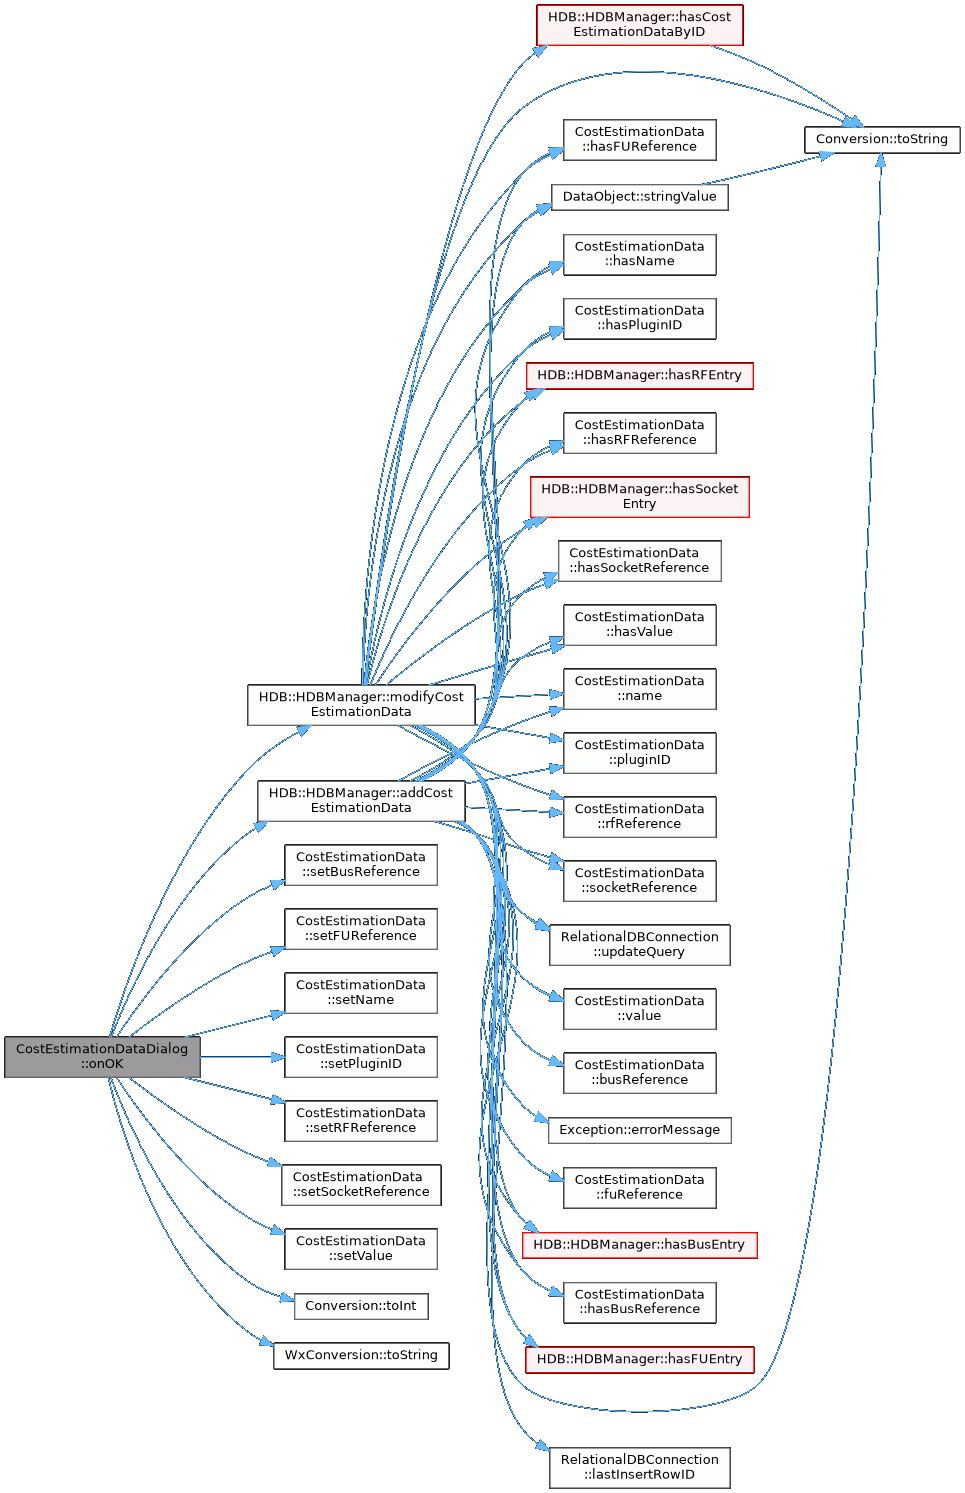 HDB::HDBManager::hasCost
EstimationDataByID
CostEstimationData
::hasFUReference
Conversion::toString
DataObject::stringValue
CostEstimationData
::hasName
CostEstimationData
::hasPluginID
HDB::HDBManager::hasRFEntry
CostEstimationData
::hasRFReference
HDB::HDBManager::hasSocket
Entry
CostEstimationData
::hasSocketReference
CostEstimationData
::hasValue
HDB::HDBManager::modifyCost
EstimationData
CostEstimationData
::name
CostEstimationData
::pluginID
HDB::HDBManager::addCost
EstimationData
CostEstimationData
::rfReference
CostEstimationData
::setBusReference
CostEstimationData
::socketReference
CostEstimationData
::setFUReference
RelationalDBConnection
::updateQuery
CostEstimationData
::setName
CostEstimationData
::value
CostEstimationDataDialog
::onOK
CostEstimationData
::setPluginID
CostEstimationData
::busReference
CostEstimationData
::setRFReference
Exception::errorMessage
CostEstimationData
::setSocketReference
CostEstimationData
::fuReference
CostEstimationData
::setValue
HDB::HDBManager::hasBusEntry
Conversion::toInt
CostEstimationData
::hasBusReference
WxConversion::toString
HDB::HDBManager::hasFUEntry
RelationalDBConnection
::lastInsertRowID